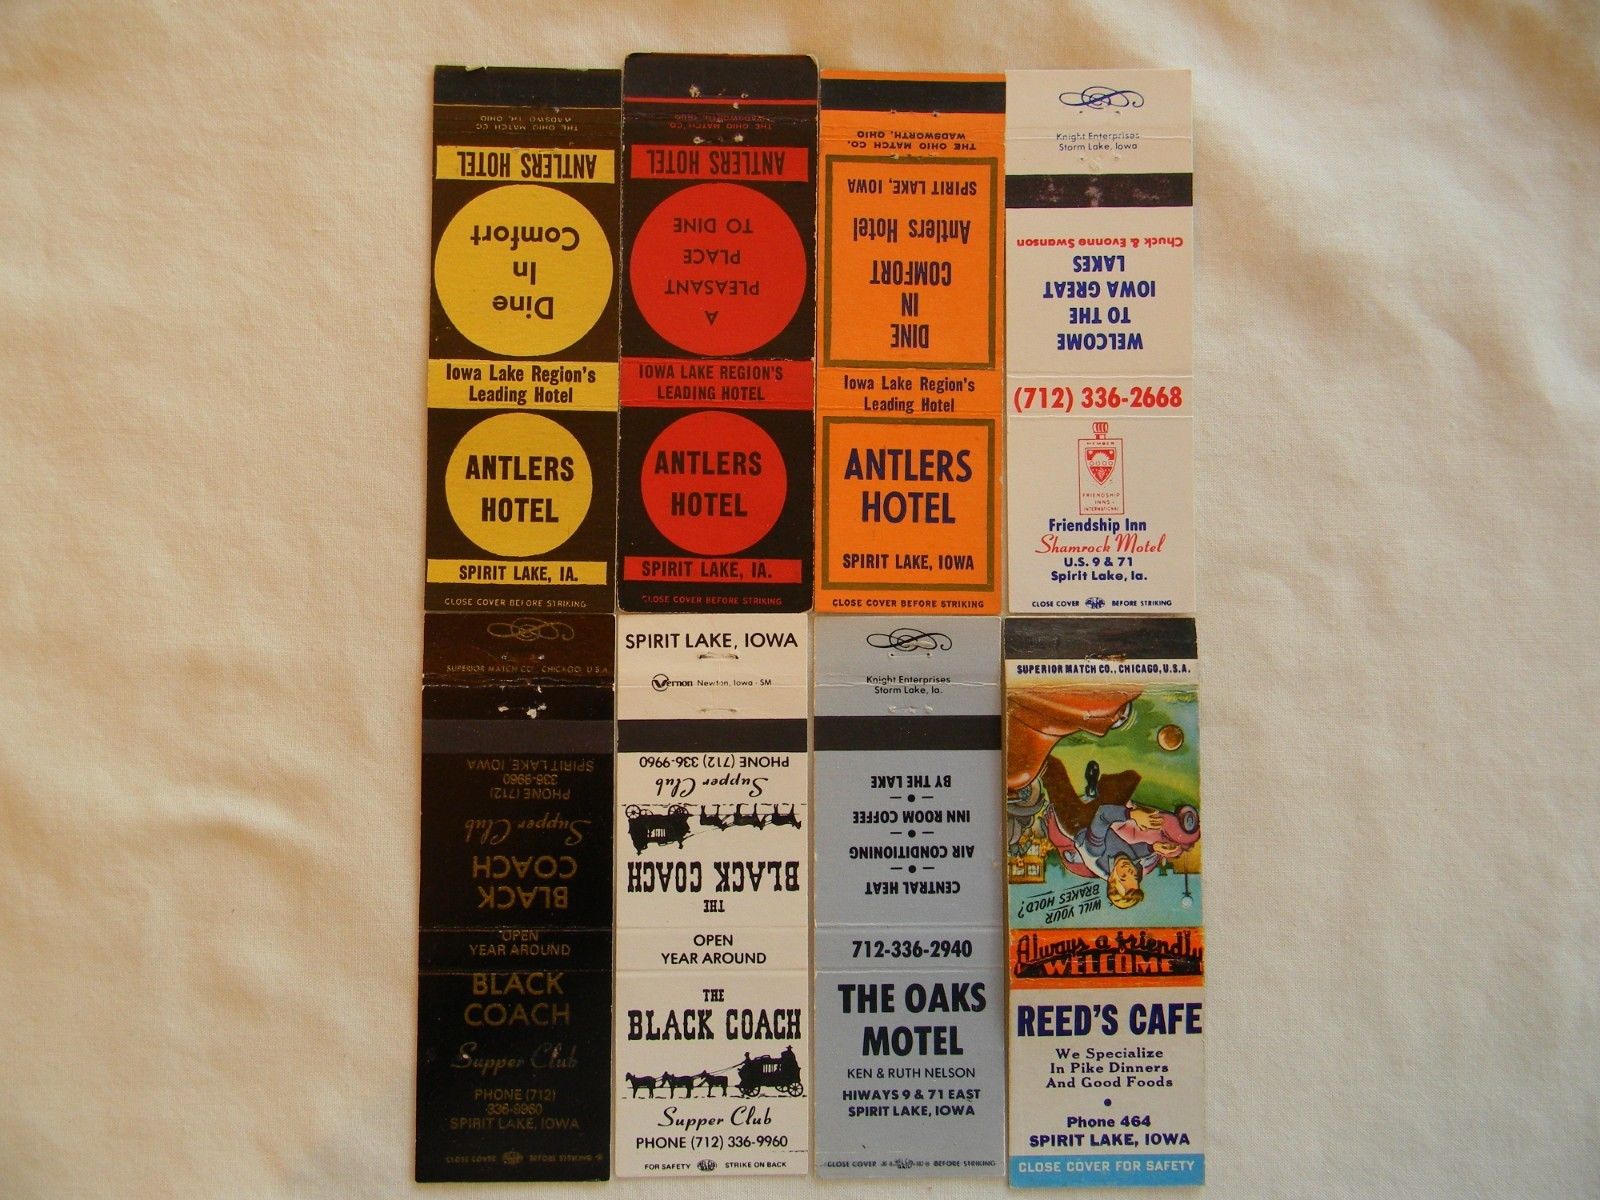 THE OHIO MATCH CO
WADSWORTH, OHIO
ANTLERS HOTEL
Dine
In
Comfort
Iowa Lake Region's
Leading Hotel
ANTLERS
HOTEL
SPIRIT LAKE, IA.
CLOSE COVER BEFORE STRIKING
THE OHIO MATCH CO.
WADSWORTH, OHIO
ANTLERS HOTEL
A
PLEASANT
PLACE
TO DINE
IOWA LAKE REGION'S
LEADING HOTEL
ANTLERS
HOTEL
SPIRIT LAKE, IA.
CLOSE COVER BEFORE STRIKING
THE OHIO MATCH CO.
WADSWORTH, OHIO
DINE
IN
COMFORT
Antlers Hotel
SPIRIT LAKE, IOWA
Iowa Lake Region's
Leading Hotel
ANTLERS
HOTEL
SPIRIT LAKE, IOWA
CLOSE COVER BEFORE STRIKING
Knight Enterprises
Storm Lake, Iowa
WELCOME
TO THE
IOWA GREAT
LAKES
Chuck & Evonne Swanson
(712) 336-2668
MEMBER
FRIENDSHIP
INNS
INTERNATIONAL
Friendship Inn
Shamrock Motel
U.S. 9 & 71
Spirit Lake, Ia.
CLOSE COVER BEFORE STRIKING
SUPERIOR MATCH CO., CHICAGO, U.S.A.
BLACK
COACH
Supper Club
PHONE (712)
336-9960
SPIRIT LAKE, IOWA
OPEN
YEAR AROUND
BLACK
COACH
Supper Club
PHONE (712)
336-9960
SPIRIT LAKE, IOWA
CLOSE COVER BEFORE STRIKING
SPIRIT LAKE, IOWA
Vernon Newton, Iowa - SM
THE
BLACK COACH
Supper Club
PHONE (712) 336-9960
OPEN
YEAR AROUND
THE
BLACK COACH
Supper Club
PHONE (712) 336-9960
FOR SAFETY STRIKE ON BACK
Knight Enterprises
Storm Lake, Ia.
CENTRAL HEAT
AIR CONDITIONING
INN ROOM COFFEE
BY THE LAKE
712-336-2940
THE OAKS
MOTEL
KEN & RUTH NELSON
HIWAYS 9 & 71 EAST
SPIRIT LAKE, IOWA
CLOSE COVER BEFORE STRIKING
SUPERIOR MATCH CO., CHICAGO, U.S.A.
WILL YOUR
BRAKES HOLD?
Always a friendly
WELCOME
REED'S CAFE
We Specialize
In Pike Dinners
And Good Foods
Phone 464
SPIRIT LAKE, IOWA
CLOSE COVER FOR SAFETY